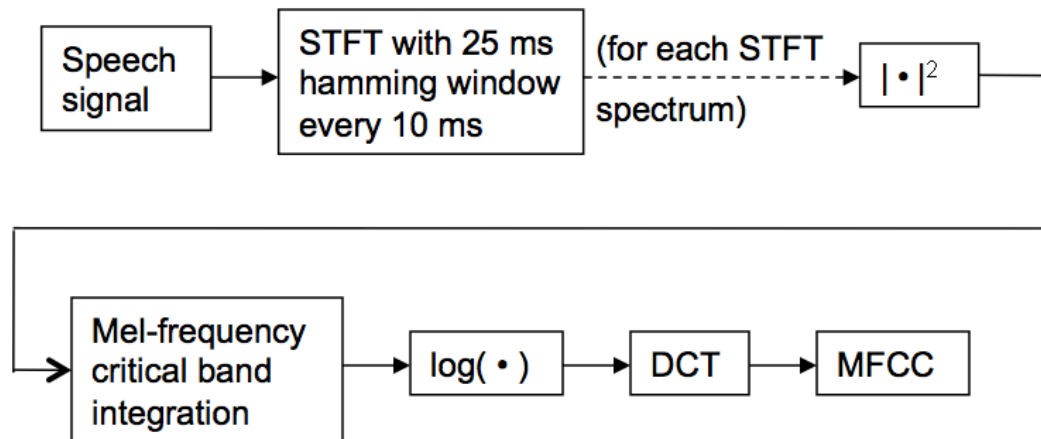 Speech
signal
STFT with 25 ms
hamming window
every 10 ms
(for each STFT
spectrum)
|•|²
Mel-frequency
critical band
integration
log( • )
DCT
MFCC